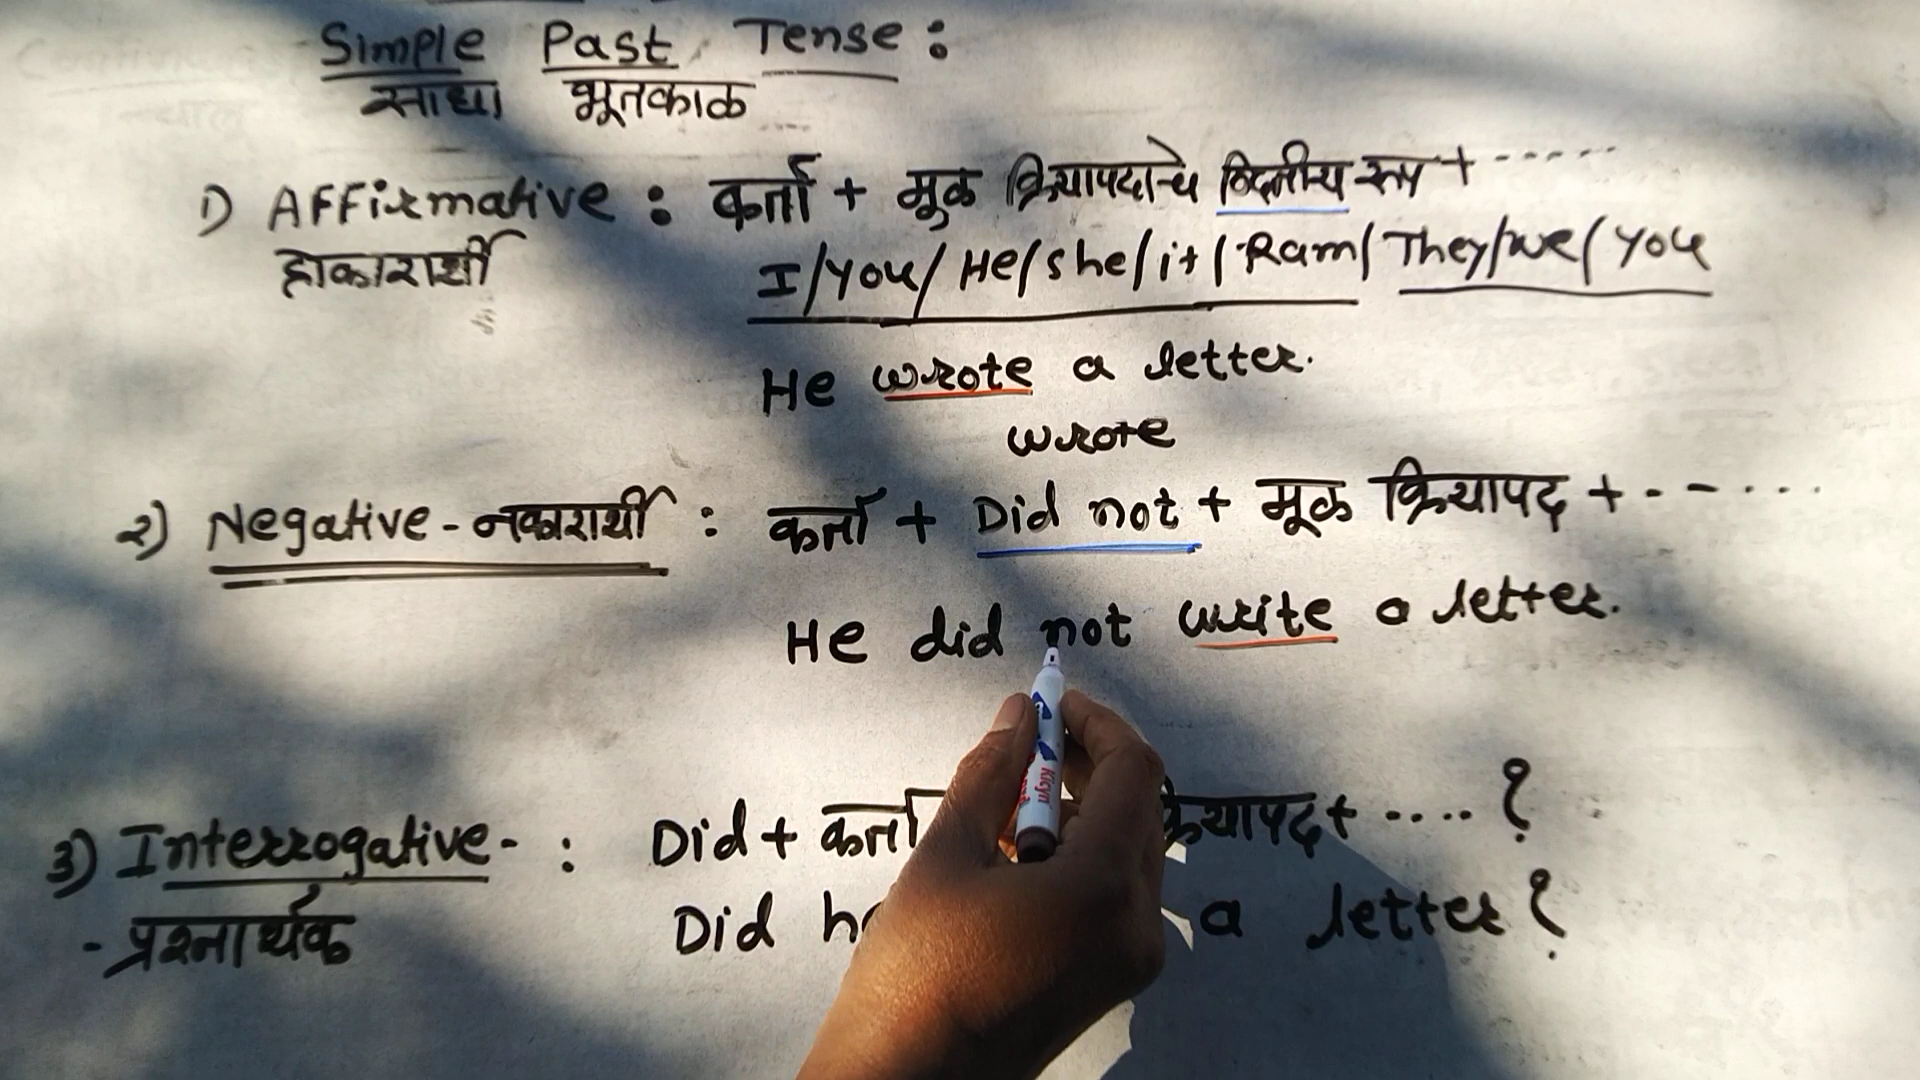 Simple Past Tense :
साधा भूतकाळ
1) Affirmative : कर्ता + मूळ क्रियापदाचे द्वितीय रूप + ......
होकारार्थी
I/You/He/she/it/Ram/They/we/You
He wrote a letter.
wrote
२) Negative - नकारार्थी : कर्ता + Did not + मूळ क्रियापद + ......
He did not write a letter.
3) Interrogative - : Did + कर्ता क्रियापद + ..... ?
- प्रश्नार्थक
Did a letter ?